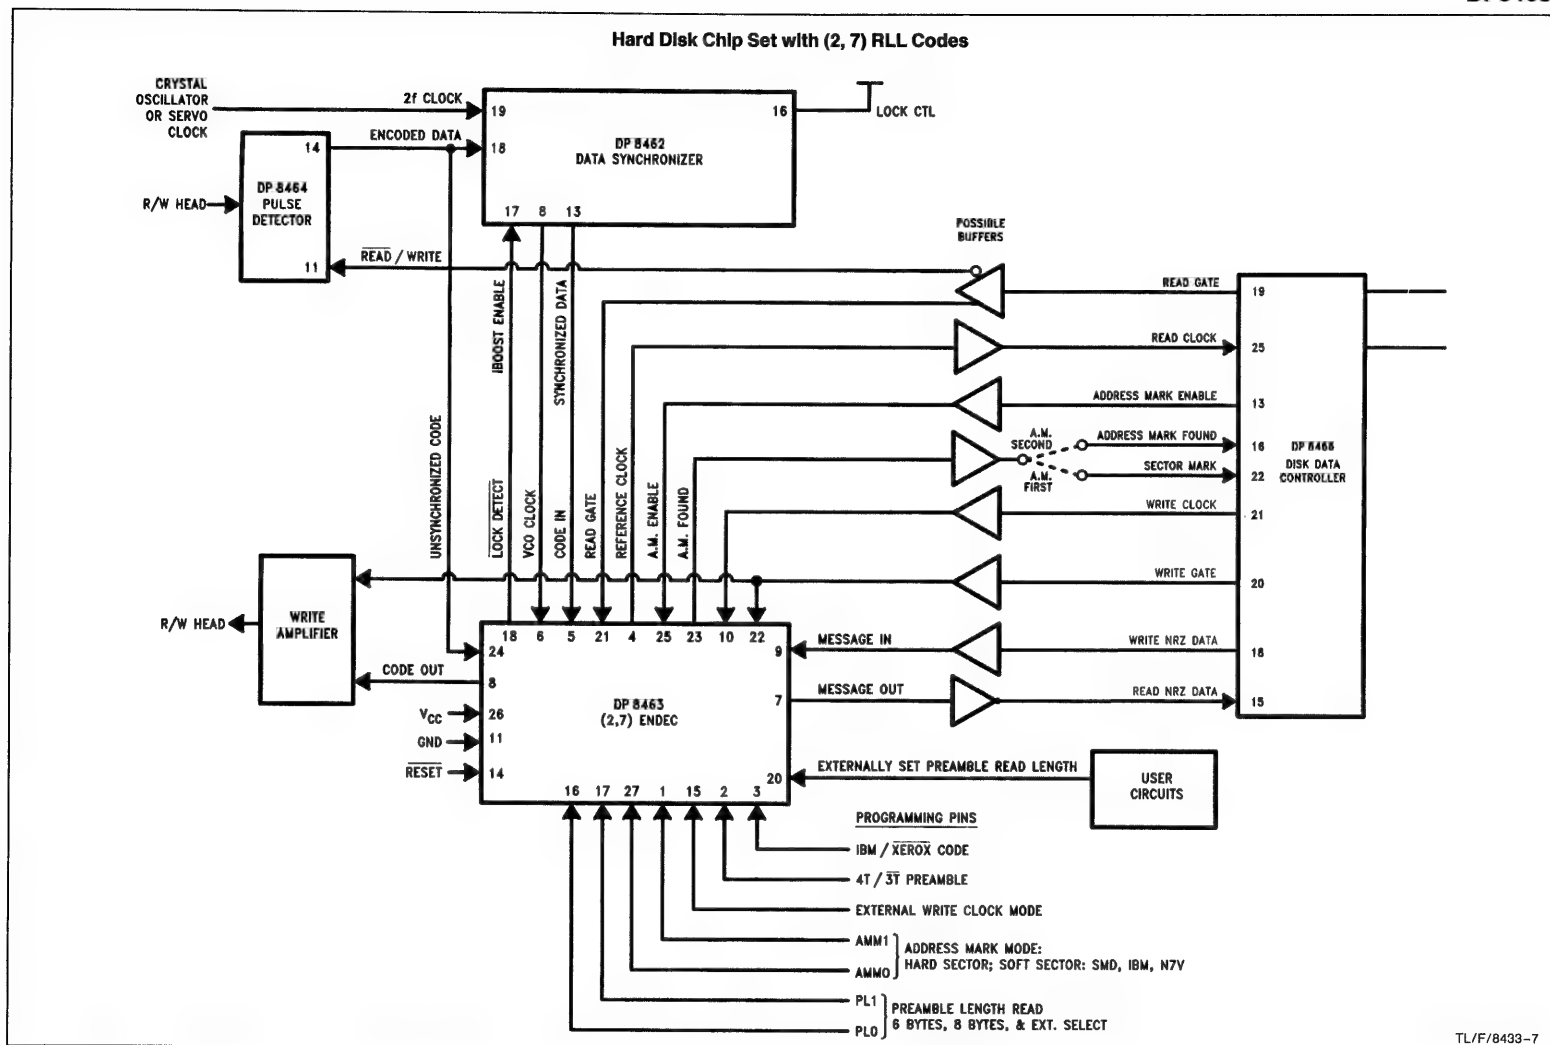 Hard Disk Chip Set with (2, 7) RLL Codes
CRYSTAL
OSCILLATOR
OR SERVO
CLOCK
2f CLOCK
19
16
LOCK CTL
ENCODED DATA
14
18
DP 8462
DATA SYNCHRONIZER
DP 8464
PULSE
DETECTOR
R/W HEAD
17
8
13
11
READ / WRITE
POSSIBLE
BUFFERS
READ GATE
19
READ CLOCK
25
ADDRESS MARK ENABLE
13
A.M.
SECOND
ADDRESS MARK FOUND
16
SECTOR MARK
22
A.M.
FIRST
WRITE CLOCK
21
WRITE GATE
20
WRITE NRZ DATA
18
READ NRZ DATA
15
DISK DATA
CONTROLLER
IBOOST ENABLE
SYNCHRONIZED DATA
UNSYNCHRONIZED CODE
LOCK DETECT
VCO CLOCK
CODE IN
READ GATE
REFERENCE CLOCK
A.M. ENABLE
A.M. FOUND
R/W HEAD
WRITE
AMPLIFIER
18
6
5
21
4
25
23
10
22
24
9
MESSAGE IN
CODE OUT
8
7
MESSAGE OUT
DP 8463
(2,7) ENDEC
VCC
26
GND
11
RESET
14
20
EXTERNALLY SET PREAMBLE READ LENGTH
USER
CIRCUITS
16
17
27
1
15
2
3
PROGRAMMING PINS
IBM / XEROX CODE
4T / 3T PREAMBLE
EXTERNAL WRITE CLOCK MODE
AMM1
AMM0
ADDRESS MARK MODE:
HARD SECTOR; SOFT SECTOR: SMD, IBM, N7V
PL1
PL0
PREAMBLE LENGTH READ
6 BYTES, 8 BYTES, & EXT. SELECT
TL/F/8433-7